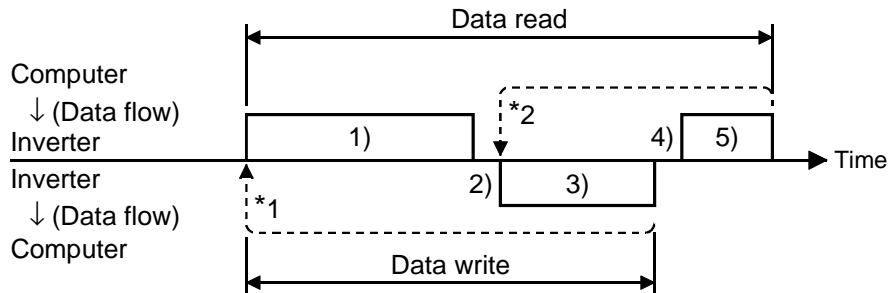 Data read
Computer
↓ (Data flow)
Inverter
*2
1)
4)
5)
Time
Inverter
↓ (Data flow)
Computer
2)
3)
*1
Data write